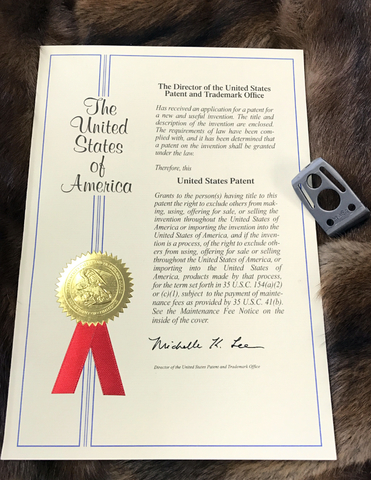 The
United
States
of
America
The Director of the United States
Patent and Trademark Office
Has received an application for a patent for
a new and useful invention. The title and
description of the invention are enclosed.
The requirements of law have been com-
plied with, and it has been determined that
a patent on the invention shall be granted
under the law.
Therefore, this
United States Patent
Grants to the person(s) having title to this
patent the right to exclude others from mak-
ing, using, offering for sale, or selling the
invention throughout the United States of
America or importing the invention into the
United States of America, and if the inven-
tion is a process, of the right to exclude oth-
ers from using, offering for sale or selling
throughout the United States of America, or
importing into the United States of
America, products made by that process,
for the term set forth in 35 U.S.C. 154(a)(2)
or (c)(1), subject to the payment of mainte-
nance fees as provided by 35 U.S.C. 41(b).
See the Maintenance Fee Notice on the
inside of the cover.
Michelle K. Lee
Director of the United States Patent and Trademark Office